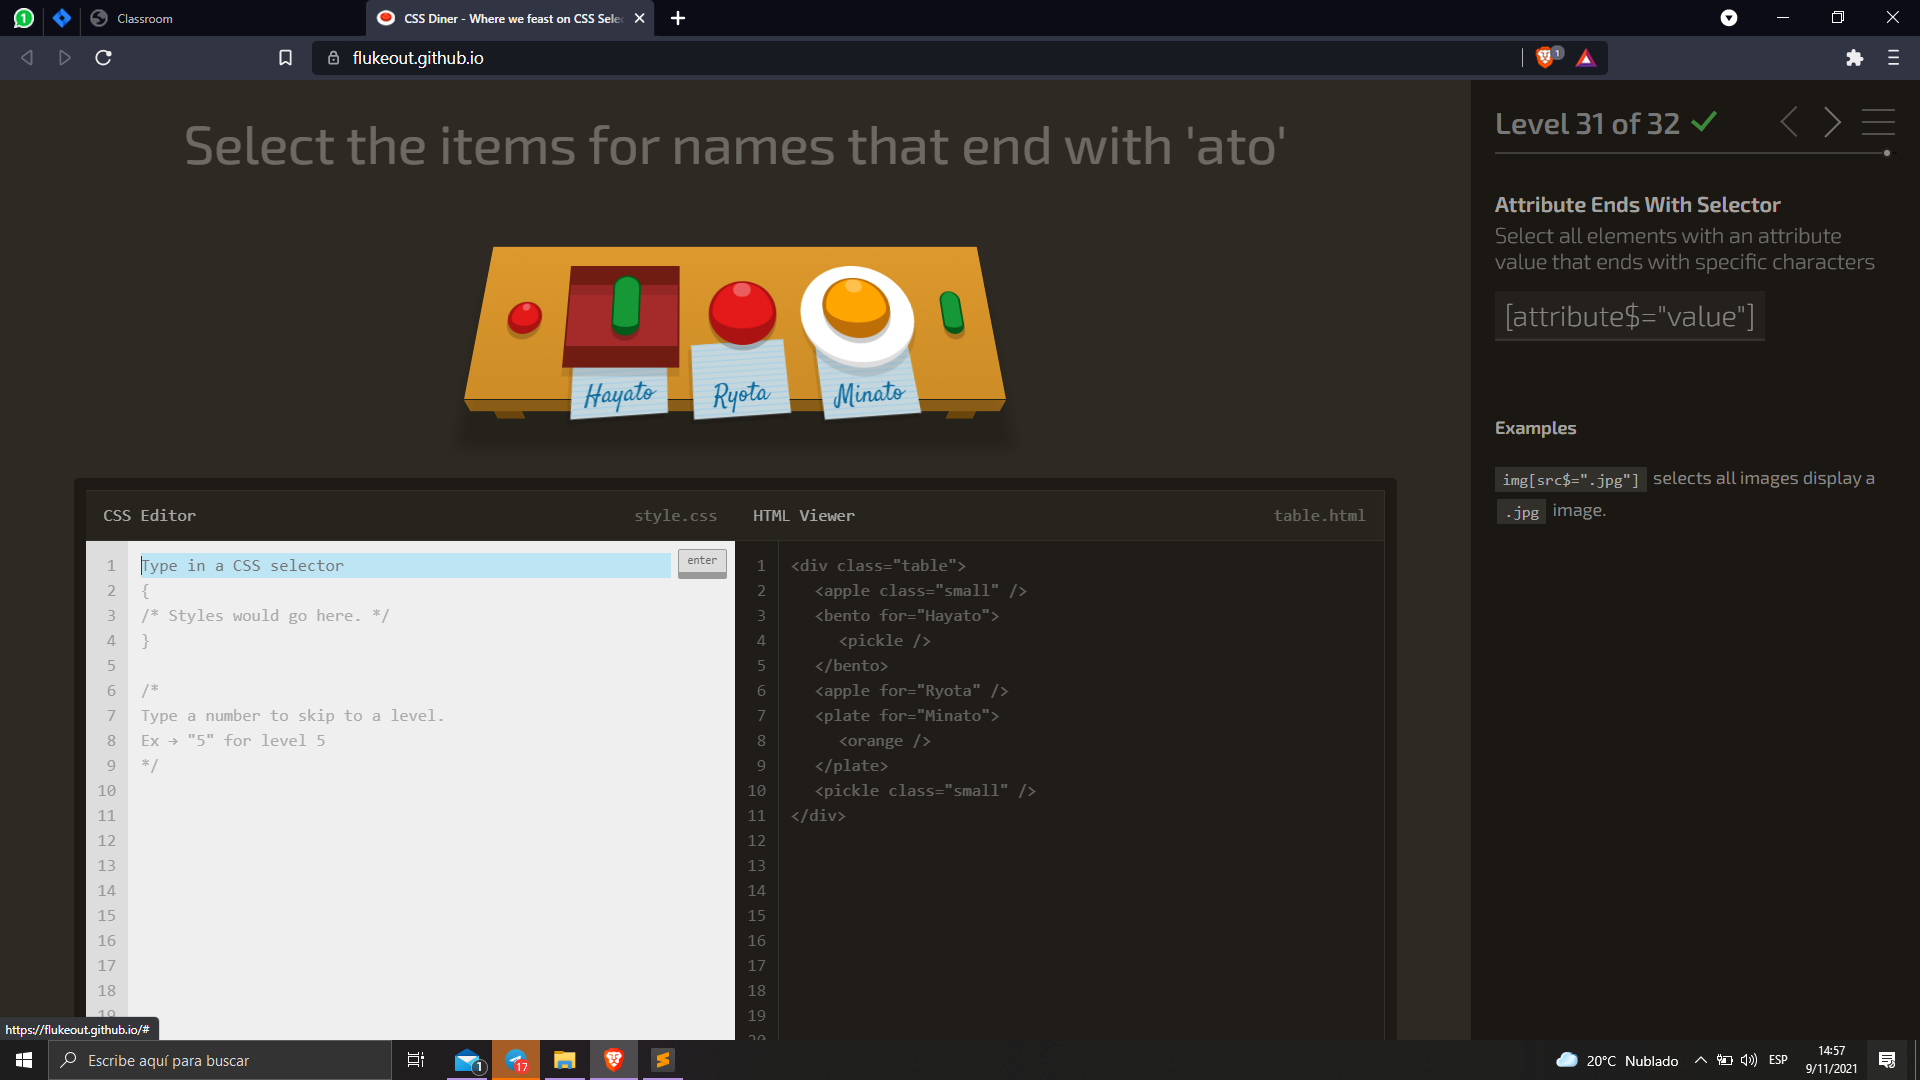 1
Classroom
CSS Diner - Where we feast on CSS Sele
flukeout.github.io
1
Select the items for names that end with 'ato'
Hayato
Ryota
Minato
Level 31 of 32
Attribute Ends With Selector
Select all elements with an attribute
value that ends with specific characters
[attribute$="value"]
Examples
img[src$=".jpg"] selects all images display a
.jpg image.
CSS Editor
style.css
1 Type in a CSS selector
enter
2 {
3 /* Styles would go here. */
4 }
5
6 /*
7 Type a number to skip to a level.
8 Ex → "5" for level 5
9 */
10
11
12
13
14
15
16
17
18
19
HTML Viewer
table.html
1 <div class="table">
2 <apple class="small" />
3 <bento for="Hayato">
4 <pickle />
5 </bento>
6 <apple for="Ryota" />
7 <plate for="Minato">
8 <orange />
9 </plate>
10 <pickle class="small" />
11 </div>
12
13
14
15
16
17
18
19
20
https://flukeout.github.io/#
Escribe aquí para buscar
1
17
20°C Nublado
ESP
14:57
9/11/2021